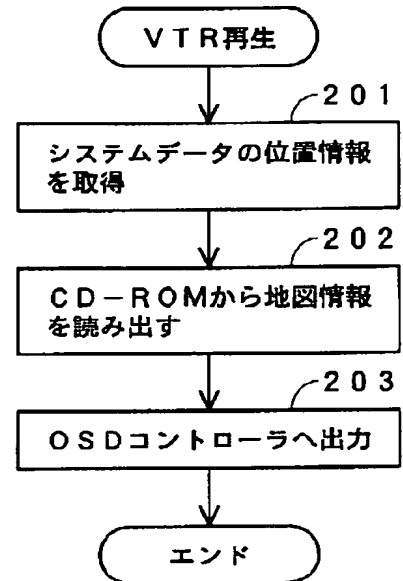 ＶＴＲ再生
２０１
システムデータの位置情報
を取得
２０２
ＣＤ－ＲＯＭから地図情報
を読み出す
２０３
ＯＳＤコントローラへ出力
エンド